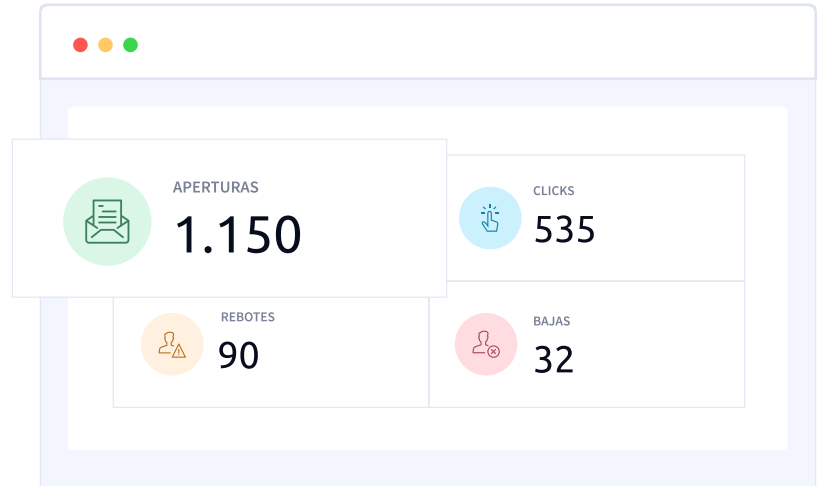 APERTURAS
1.150
CLICKS
535
REBOTES
90
BAJAS
32